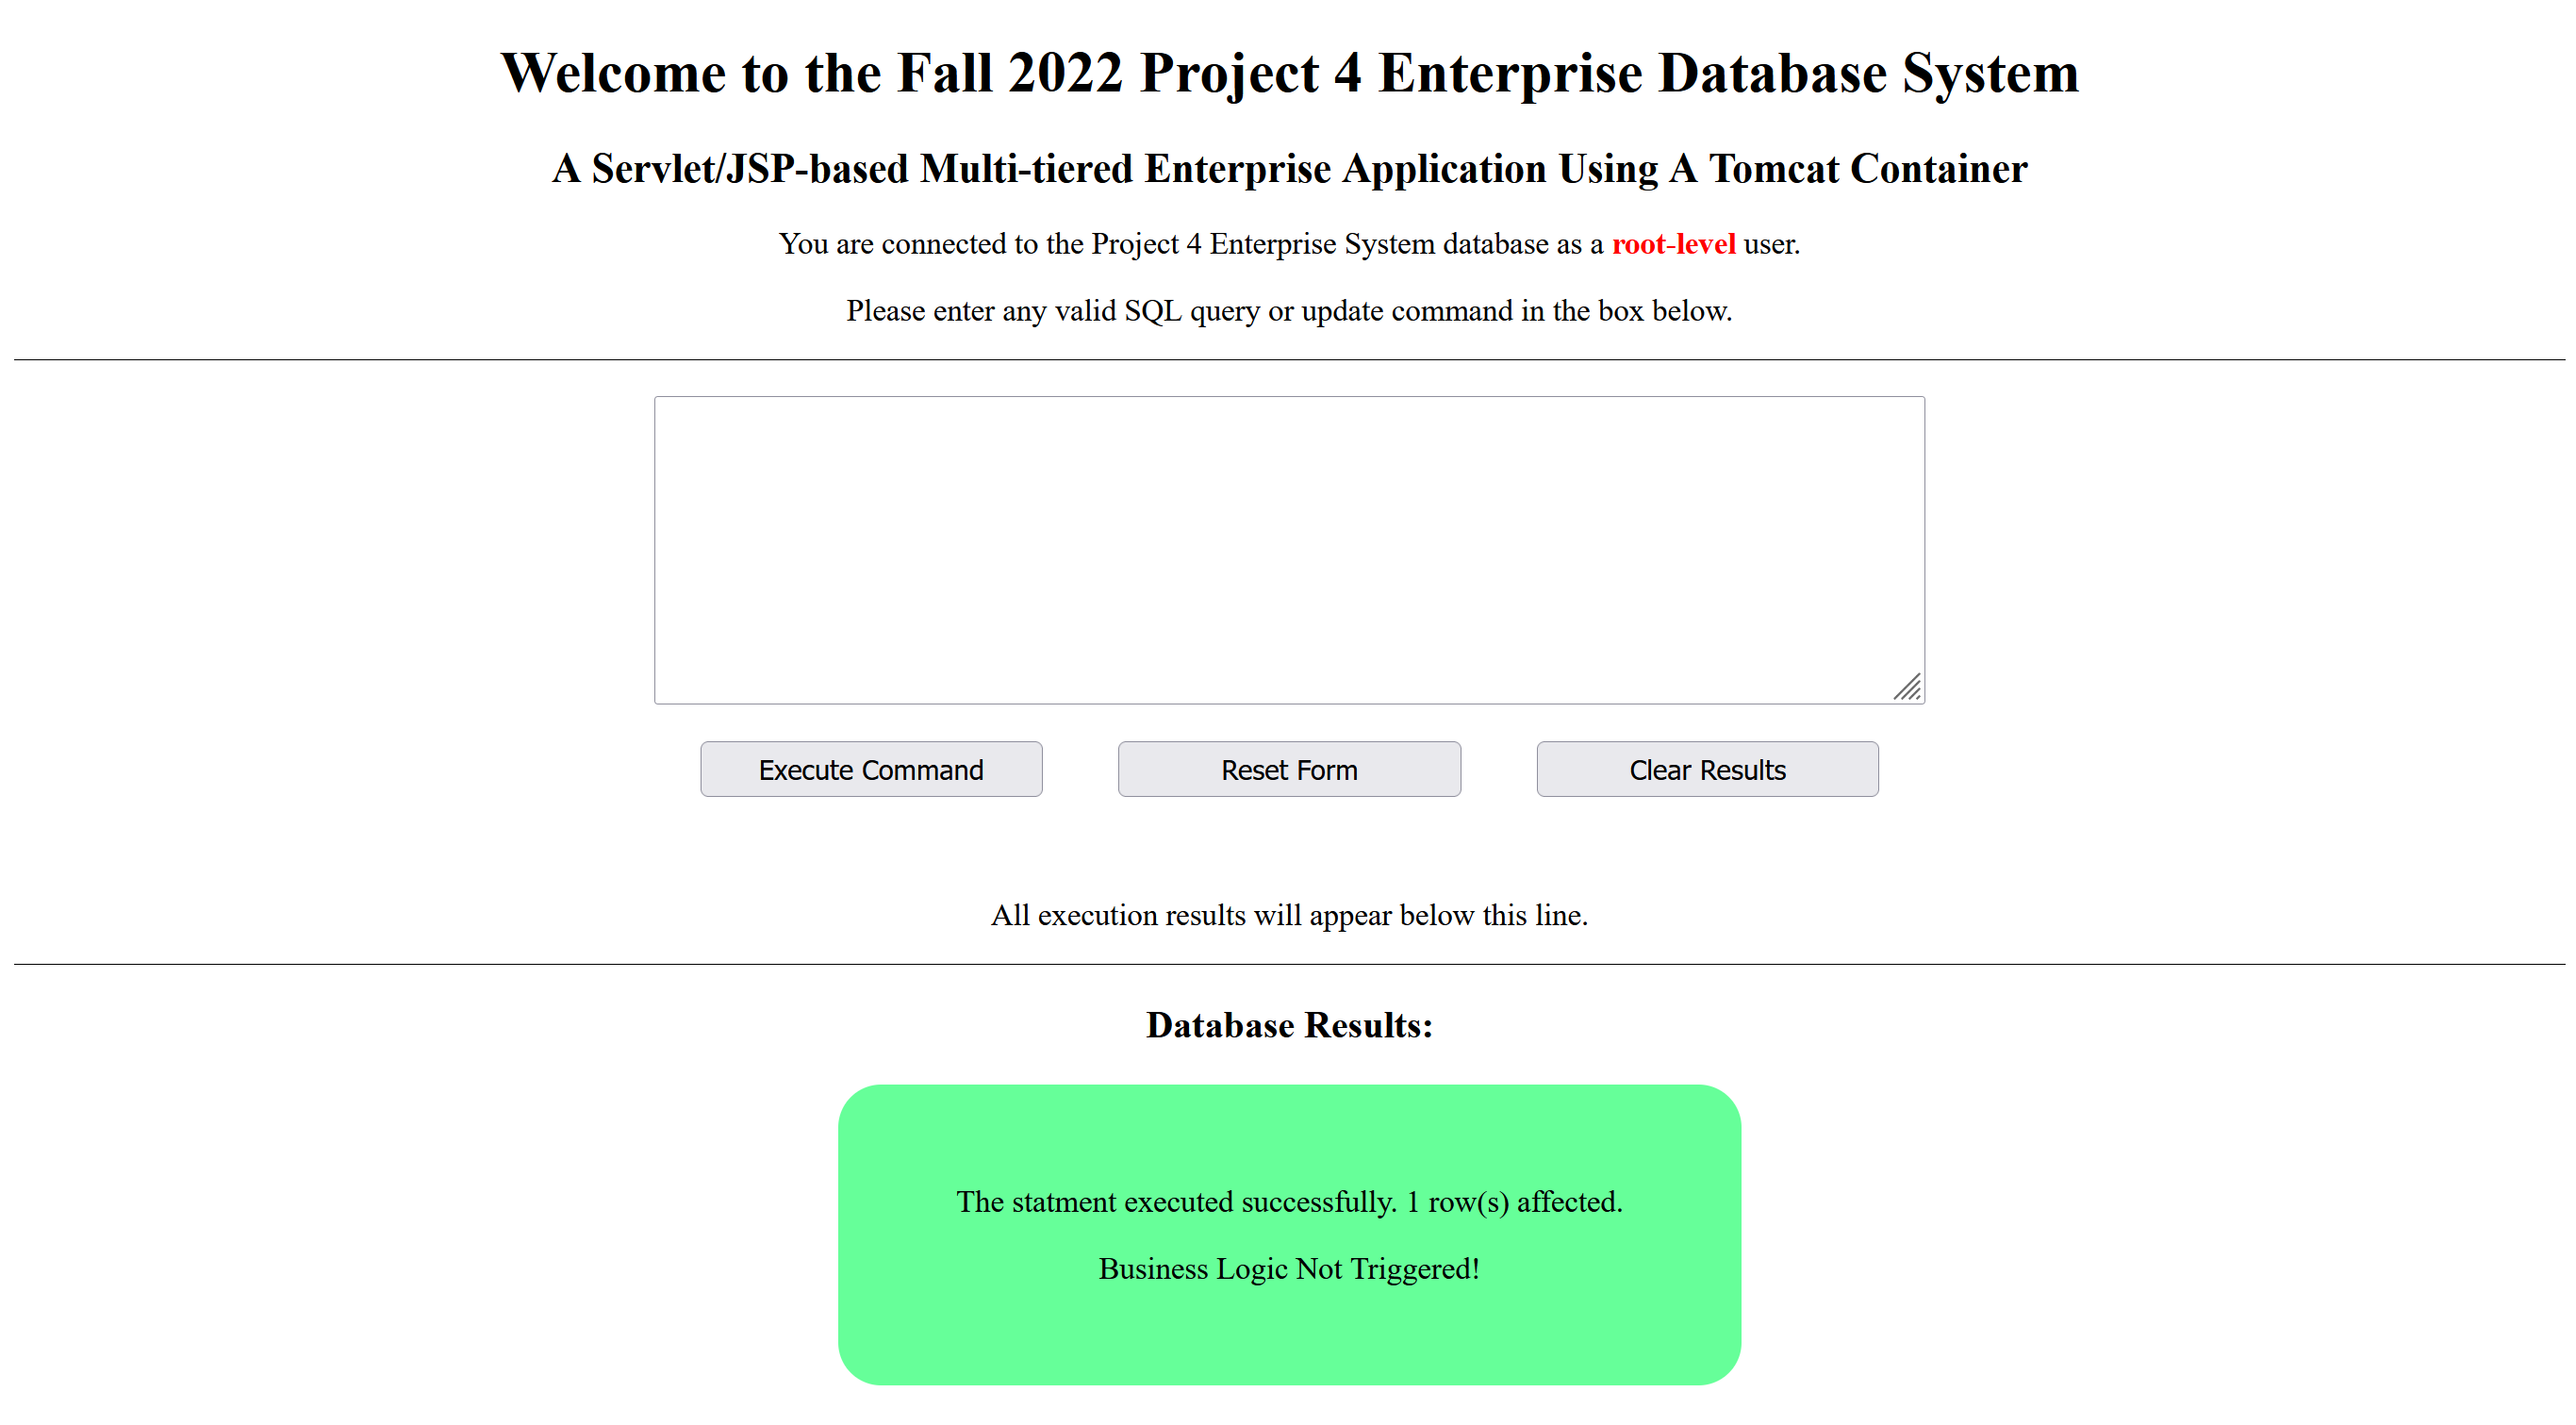 Welcome to the Fall 2022 Project 4 Enterprise Database System
A Servlet/JSP-based Multi-tiered Enterprise Application Using A Tomcat Container
You are connected to the Project 4 Enterprise System database as a root-level user.
Please enter any valid SQL query or update command in the box below.
Execute Command
Reset Form
Clear Results
All execution results will appear below this line.
Database Results:
The statment executed successfully. 1 row(s) affected.
Business Logic Not Triggered!